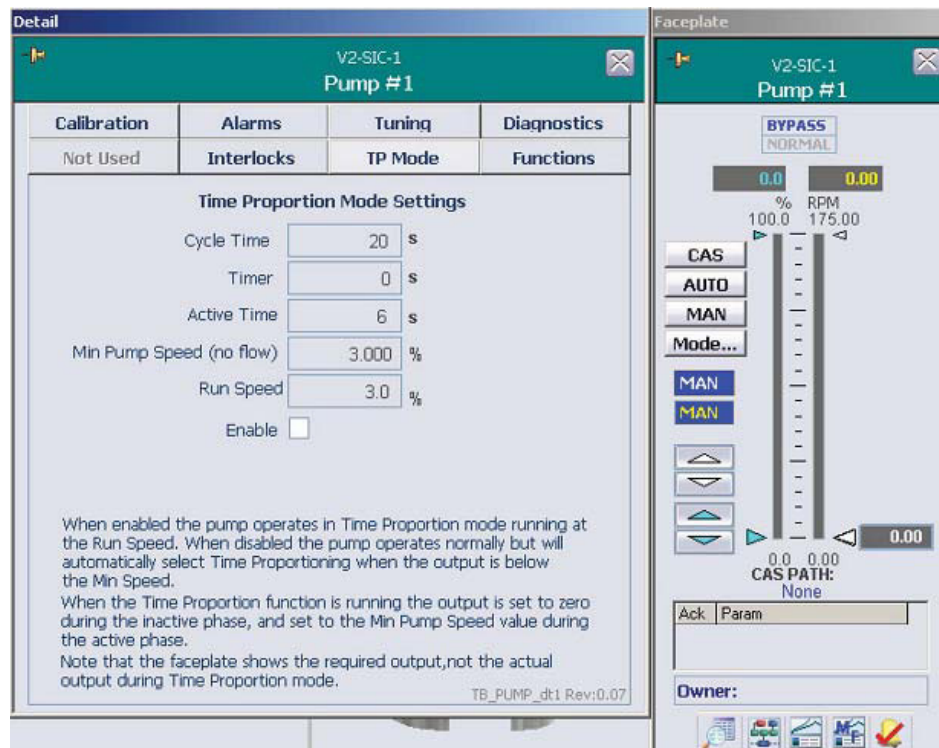 Detail
V2-SIC-1
Pump #1
Calibration Alarms Tuning Diagnostics
Not Used Interlocks TP Mode Functions
Time Proportion Mode Settings
Cycle Time 20 s
Timer 0 s
Active Time 6 s
Min Pump Speed (no flow) 3.000 %
Run Speed 3.0 %
Enable
When enabled the pump operates in Time Proportion mode running at
the Run Speed. When disabled the pump operates normally but will
automatically select Time Proportioning when the output is below
the Min Speed.
When the Time Proportion function is running the output is set to zero
during the inactive phase, and set to the Min Pump Speed value during
the active phase.
Note that the faceplate shows the required output,not the actual
output during Time Proportion mode.
TB_PUMP_dt1 Rev:0.07
Faceplate
V2-SIC-1
Pump #1
BYPASS
NORMAL
0.0 0.00
% RPM
100.0 175.00
CAS
AUTO
MAN
Mode...
MAN
MAN
0.00
0.0 0.00
CAS PATH:
None
Ack Param
Owner: